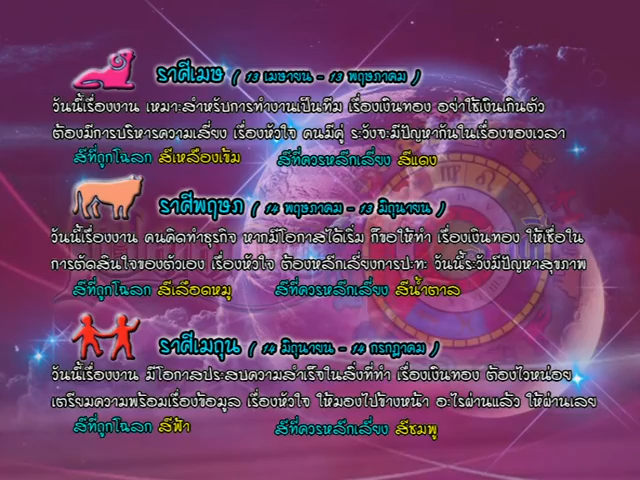 ราศีเมษ ( 13 เมษายน - 13 พฤษภาคม )
วันนี้เรื่องงาน เหมาะสำหรับการทำงานเป็นทีม เรื่องเงินทอง อย่าใช้เงินเกินตัว
ต้องมีการบริหารความเสี่ยง เรื่องหัวใจ คนมีคู่ ระวังจะมีปัญหากันในเรื่องของเวลา
สีที่ถูกโฉลก สีเหลืองเข้ม สีที่ควรหลีกเลี่ยง สีแดง
ราศีพฤษภ ( 14 พฤษภาคม - 13 มิถุนายน )
วันนี้เรื่องงาน คนคิดทำธุรกิจ หากมีโอกาสได้เริ่ม ก็ขอให้ทำ เรื่องเงินทอง ให้เชื่อใน
การตัดสินใจของตัวเอง เรื่องหัวใจ ต้องหลีกเลี่ยงการปะทะ วันนี้ระวังมีปัญหาสุขภาพ
สีที่ถูกโฉลก สีเลือดหมู สีที่ควรหลีกเลี่ยง สีน้ำตาล
ราศีเมถุน ( 14 มิถุนายน - 14 กรกฎาคม )
วันนี้เรื่องงาน มีโอกาสประสบความสำเร็จในสิ่งที่ทำ เรื่องเงินทอง ต้องไวหน่อย
เตรียมความพร้อมเรื่องข้อมูล เรื่องหัวใจ ให้มองไปข้างหน้า อะไรผ่านแล้ว ให้ผ่านเลย
สีที่ถูกโฉลก สีฟ้า สีที่ควรหลีกเลี่ยง สีชมพู